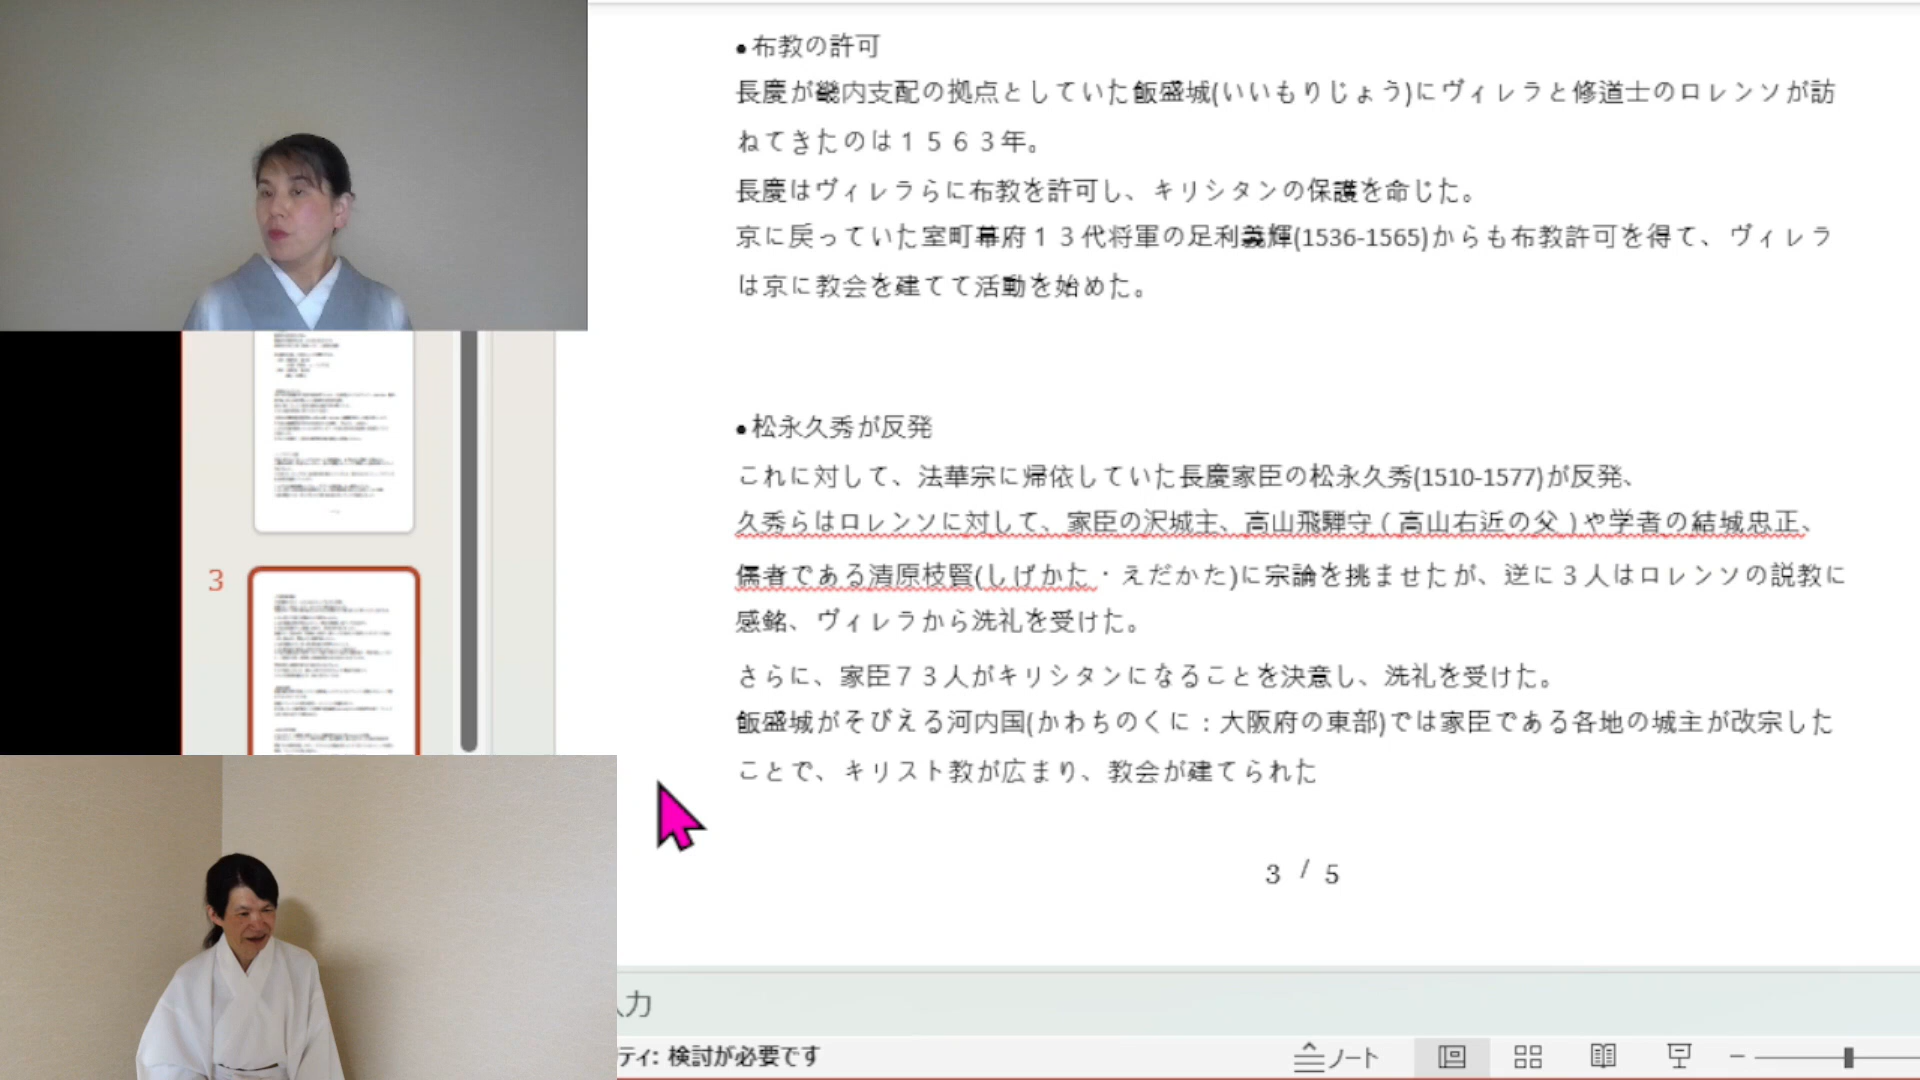 ●布教の許可
長慶が畿内支配の拠点としていた飯盛城(いいもりじょう)にヴィレラと修道士のロレンソが訪
ねてきたのは１５６３年。
長慶はヴィレラらに布教を許可し、キリシタンの保護を命じた。
京に戻っていた室町幕府１３代将軍の足利義輝(1536-1565)からも布教許可を得て、ヴィレラ
は京に教会を建てて活動を始めた。
●松永久秀が反発
これに対して、法華宗に帰依していた長慶家臣の松永久秀(1510-1577)が反発、
久秀らはロレンソに対して、家臣の沢城主、高山飛騨守(高山右近の父)や学者の結城忠正、
儒者である清原枝賢(しげかた・えだかた)に宗論を挑ませたが、逆に３人はロレンソの説教に
感銘、ヴィレラから洗礼を受けた。
さらに、家臣７３人がキリシタンになることを決意し、洗礼を受けた。
飯盛城がそびえる河内国(かわちのくに：大阪府の東部)では家臣である各地の城主が改宗した
ことで、キリスト教が広まり、教会が建てられた
3 / 5
3
力
ティ: 検討が必要です
ノート